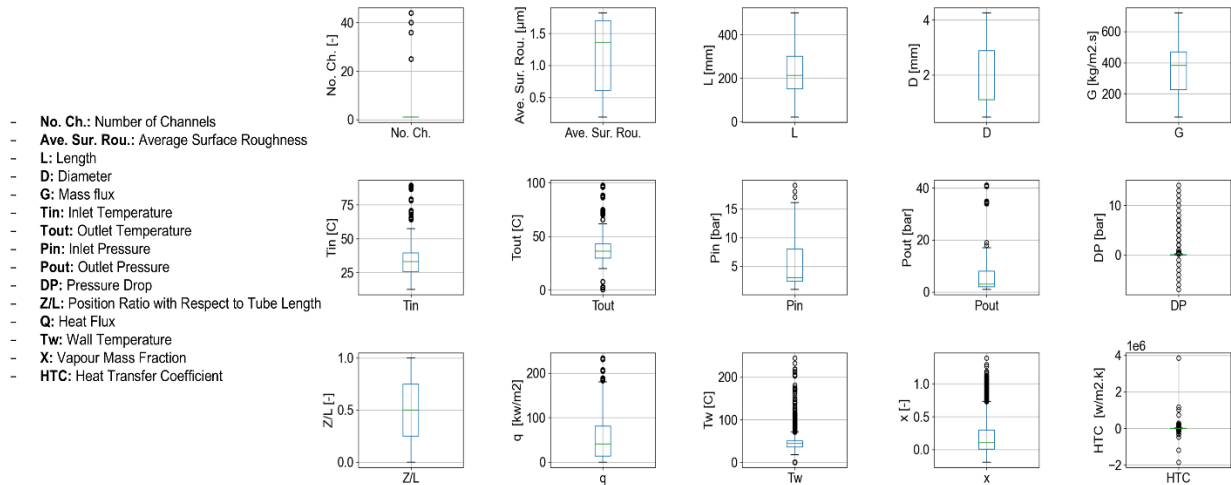 - No. Ch.: Number of Channels
- Ave. Sur. Rou.: Average Surface Roughness
- L: Length
- D: Diameter
- G: Mass flux
- Tin: Inlet Temperature
- Tout: Outlet Temperature
- Pin: Inlet Pressure
- Pout: Outlet Pressure
- DP: Pressure Drop
- Z/L: Position Ratio with Respect to Tube Length
- Q: Heat Flux
- Tw: Wall Temperature
- X: Vapour Mass Fraction
- HTC: Heat Transfer Coefficient
No. Ch. [-]
40
20
0
No. Ch.
Ave. Sur. Rou. [μm]
1.5
1.0
0.5
Ave. Sur. Rou.
L [mm]
400
200
0
L
D [mm]
4
2
D
G [kg/m2.s]
600
400
200
G
Tin [C]
75
50
25
Tin
Tout [C]
100
50
0
Tout
Pin [bar]
15
10
5
Pin
Pout [bar]
40
20
0
Pout
DP [bar]
10
0
DP
Z/L [-]
1.0
0.5
0.0
Z/L
q [kw/m2]
200
100
0
q
Tw [C]
200
100
0
Tw
x [-]
1.0
0.5
0.0
x
HTC [w/m2.k]
1e6
4
2
0
−2
HTC